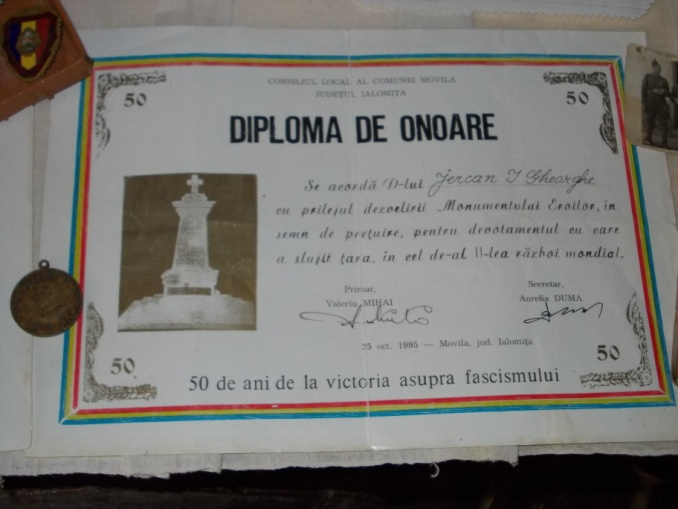 CONSILIUL LOCAL AL COMUNEI MOVILA
JUDEȚUL IALOMIȚA
50
50
DIPLOMA DE ONOARE
Se acordă D-lui Jercan I Gheorghe
cu prilejul dezvelirii Monumentului Eroilor, în
semn de prețuire, pentru devotamentul cu care
a slujit țara, în cel de-al II-lea război mondial.
Primar,
Valeriu MIHAI
Secretar,
Aurelia DUMA
25 oct. 1995 — Movila, jud. Ialomița
50
50
50 de ani de la victoria asupra fascismului